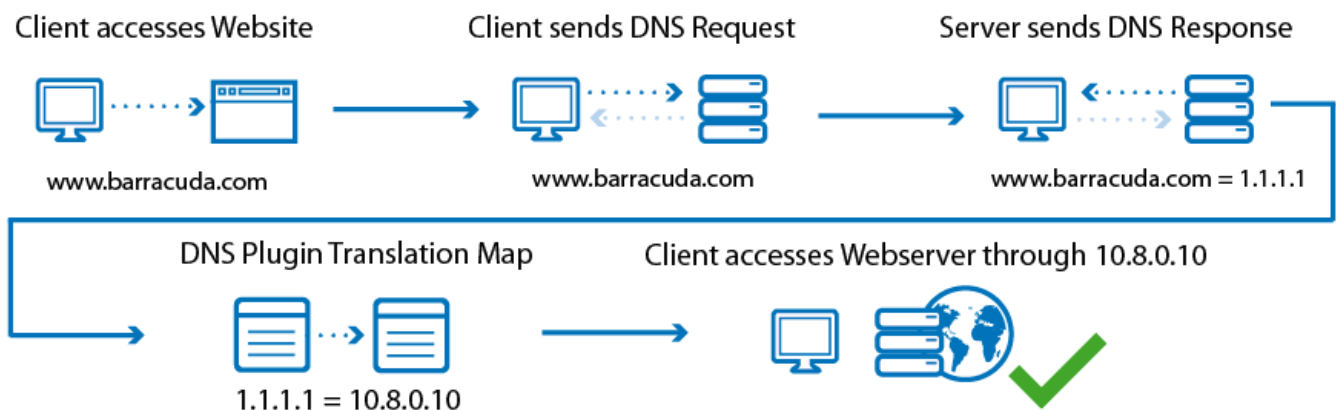 Client accesses Website
Client sends DNS Request
Server sends DNS Response
www.barracuda.com
www.barracuda.com
www.barracuda.com = 1.1.1.1
DNS Plugin Translation Map
Client accesses Webserver through 10.8.0.10
1.1.1.1 = 10.8.0.10